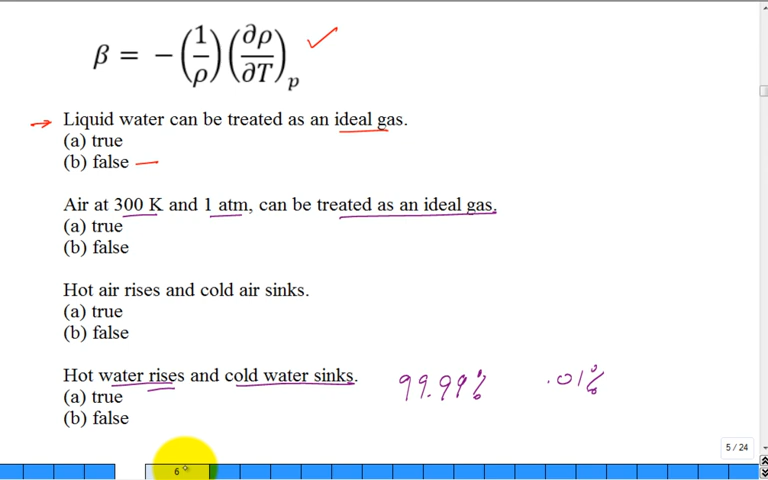 β = −(1/ρ)(∂ρ/∂T)p
Liquid water can be treated as an ideal gas.
(a) true
(b) false
Air at 300 K and 1 atm, can be treated as an ideal gas.
(a) true
(b) false
Hot air rises and cold air sinks.
(a) true
(b) false
Hot water rises and cold water sinks. 99.99% .01%
(a) true
(b) false
5 / 24
6